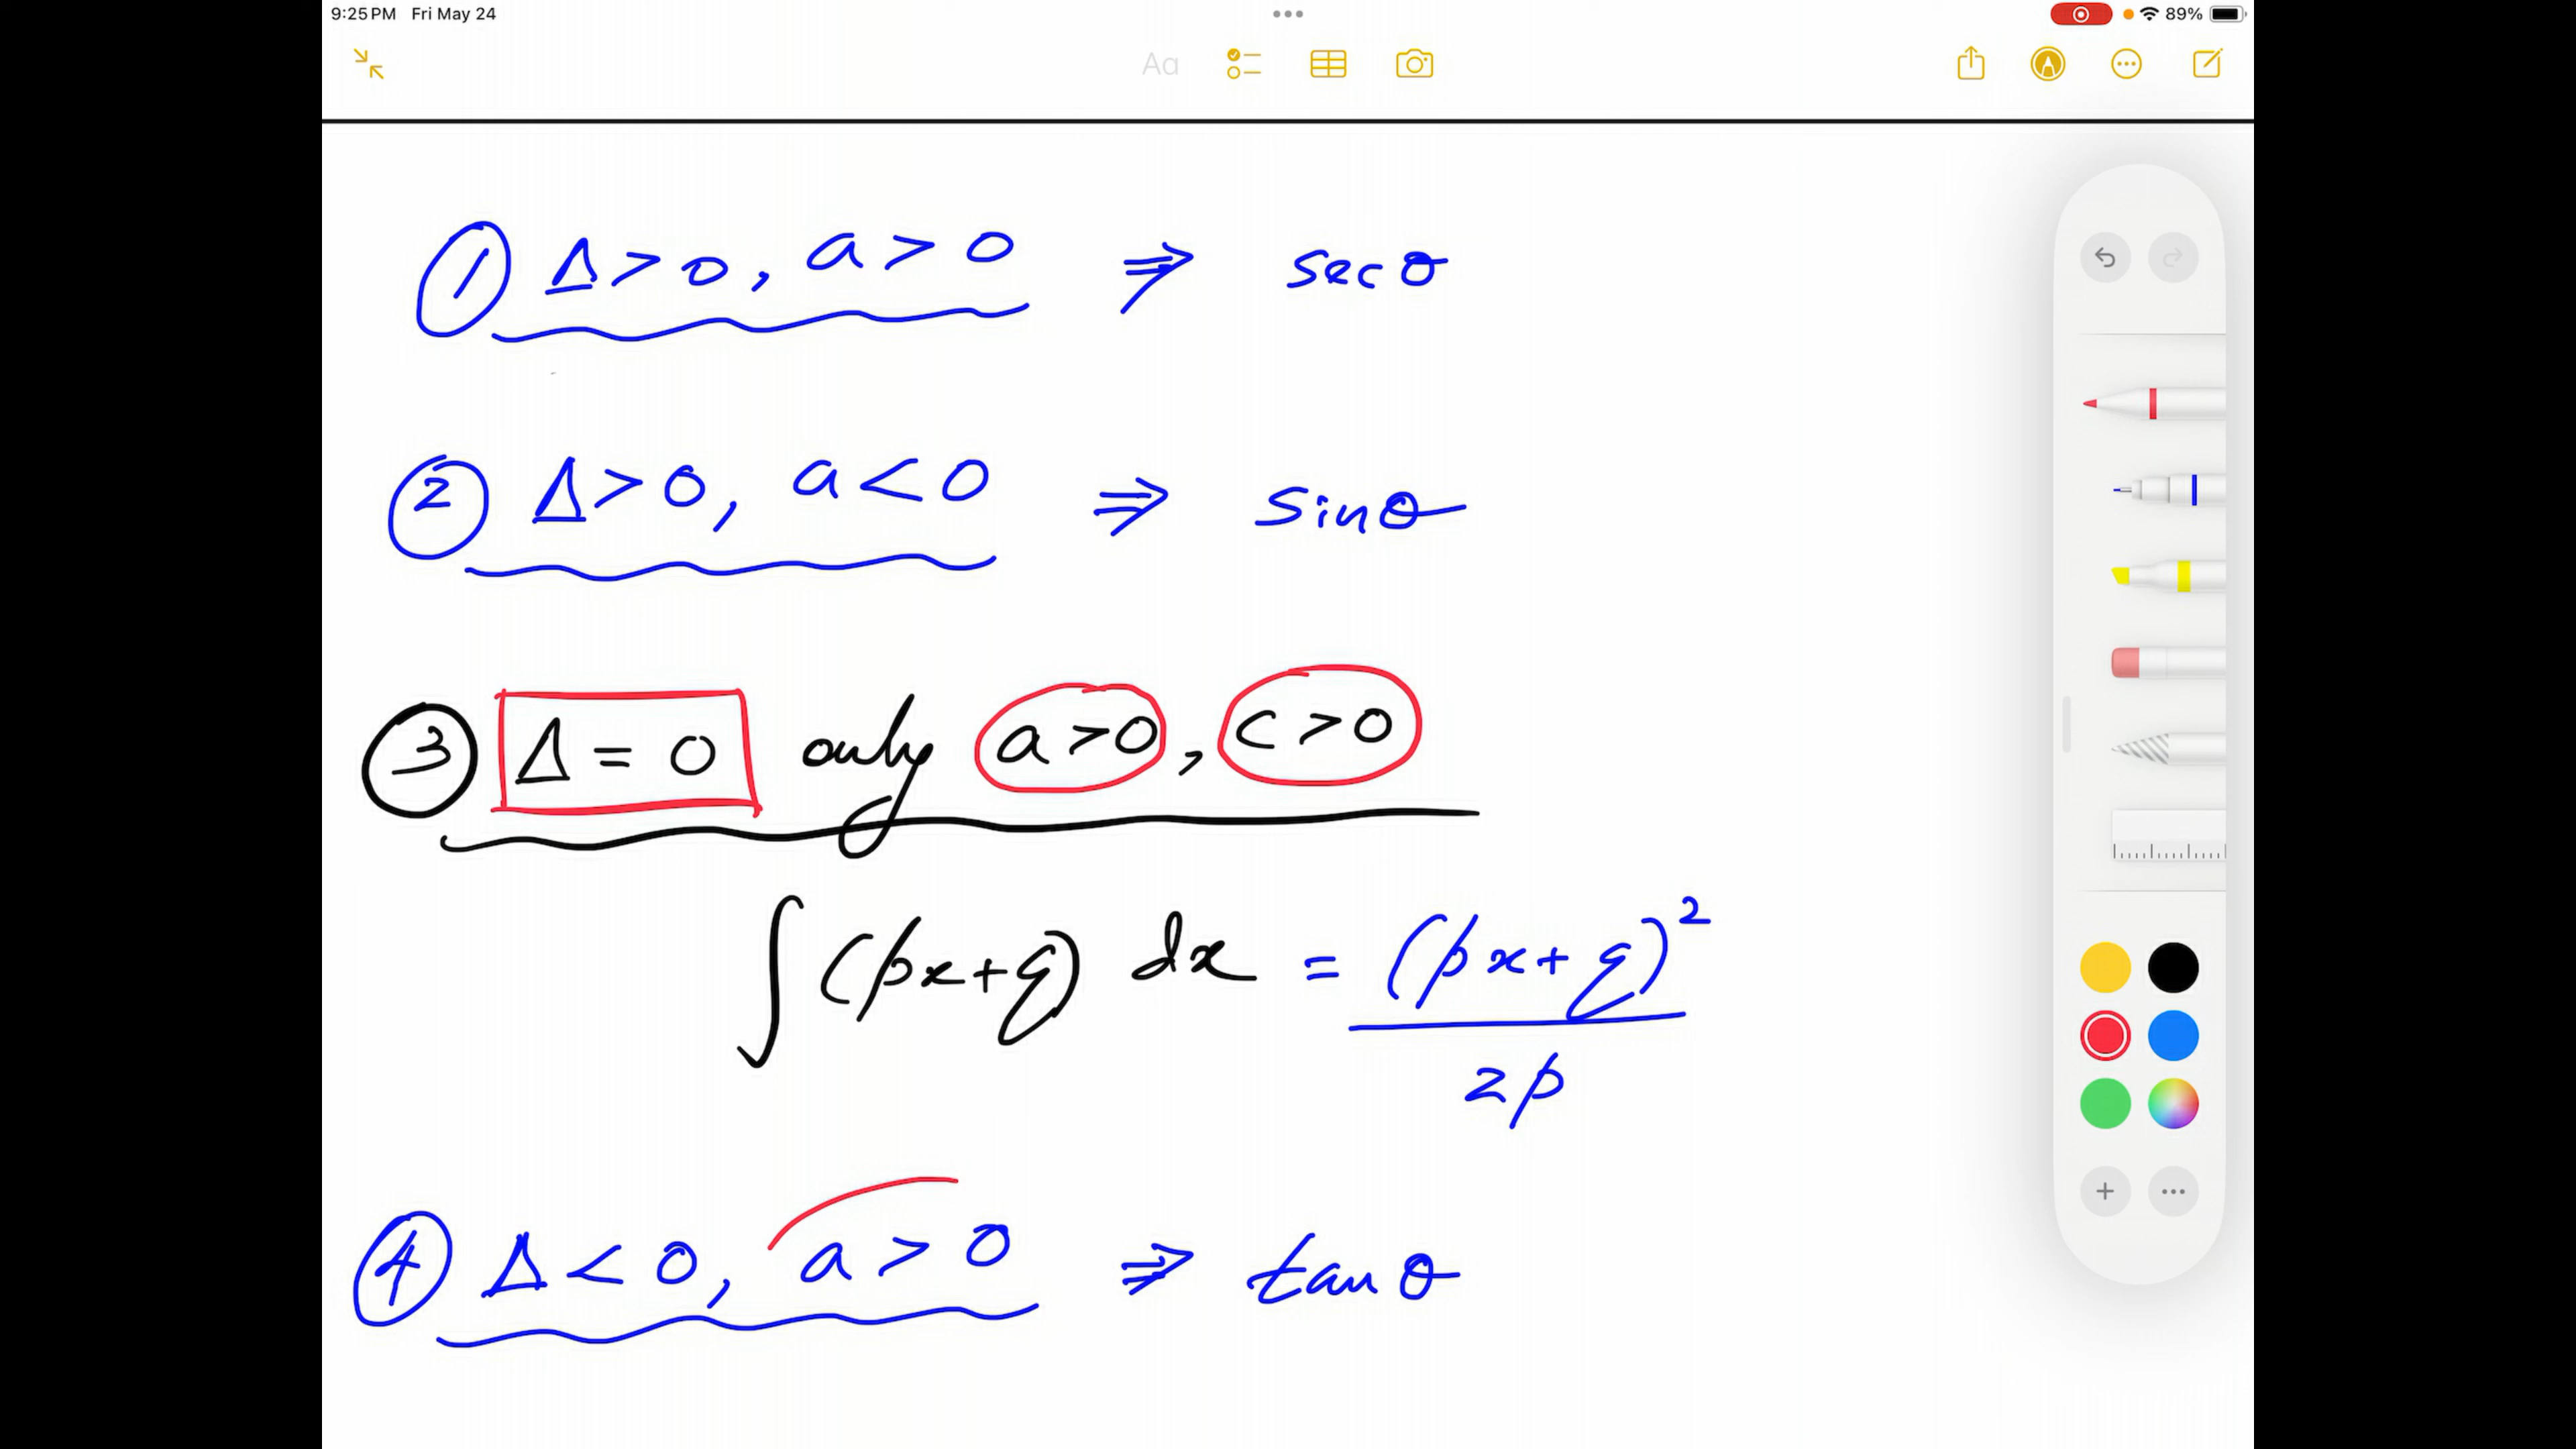 9:25 PM Fri May 24 89%
Aa
① Δ > 0, a > 0 ⇒ secθ
② Δ > 0, a < 0 ⇒ sinθ
③ Δ = 0 only a > 0, c > 0
∫ (px+q) dx = (px+q)²
2p
④ Δ < 0, a > 0 ⇒ tanθ